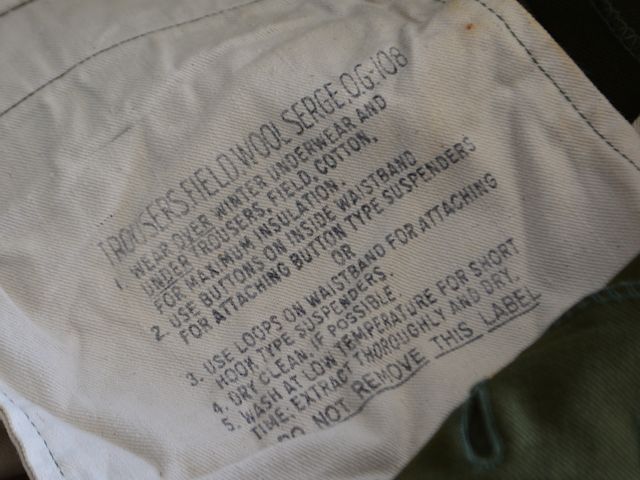 TROUSERS FIELD WOOL SERGE O.G-108
1. WEAR OVER WINTER UNDERWEAR AND
UNDER TROUSERS, FIELD, COTTON,
FOR MAXIMUM INSULATION.
2. USE BUTTONS ON INSIDE WAISTBAND
FOR ATTACHING BUTTON TYPE SUSPENDERS
OR
3. USE LOOPS ON WAISTBAND FOR ATTACHING
HOOK TYPE SUSPENDERS.
4. DRY CLEAN, IF POSSIBLE.
5. WASH AT LOW TEMPERATURE FOR SHORT
TIME. EXTRACT THOROUGHLY AND DRY.
DO NOT REMOVE THIS LABEL